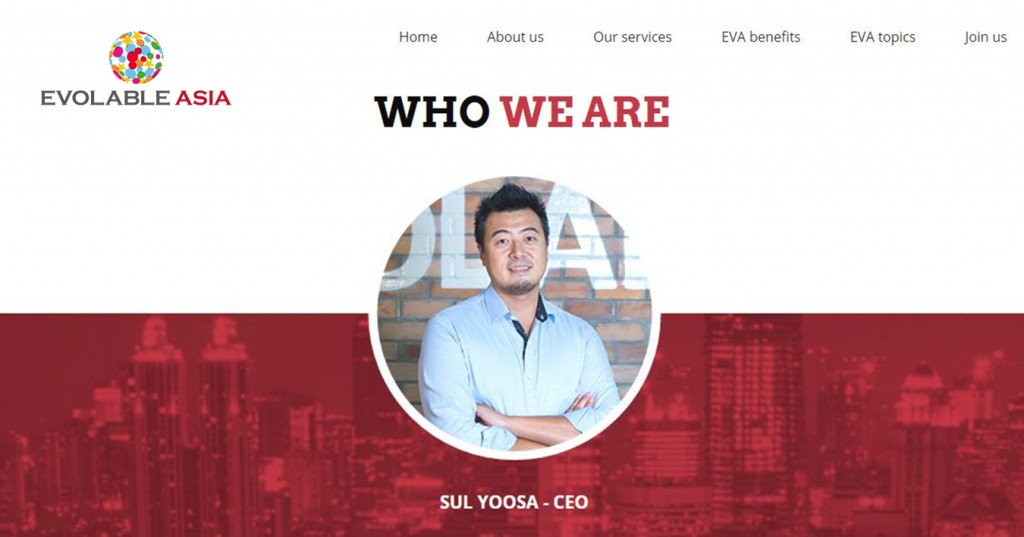 Home About us Our services EVA benefits EVA topics Join us
EVOLABLE ASIA
WHO WE ARE
SUL YOOSA - CEO